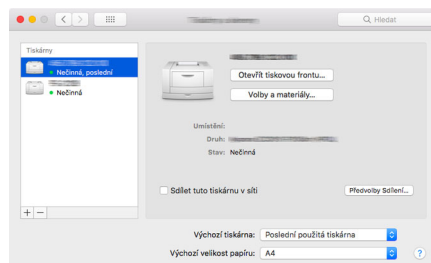 Hledat
Tiskárny
Nečinná, poslední
Nečinná
Otevřít tiskovou frontu...
Volby a materiály...
Umístění:
Druh:
Stav: Nečinná
Sdílet tuto tiskárnu v síti
Předvolby Sdílení...
+ −
Výchozí tiskárna: Poslední použitá tiskárna
Výchozí velikost papíru: A4
?